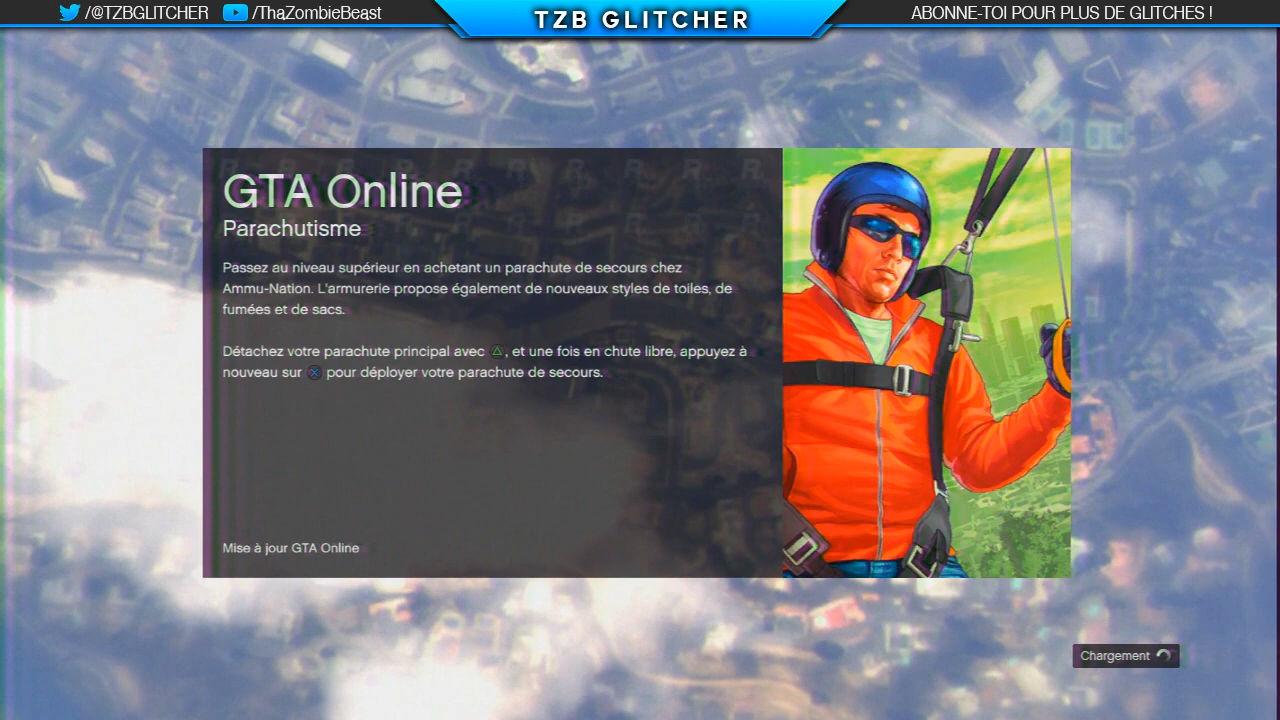 /@TZBGLITCHER /ThaZombieBeast TZB GLITCHER ABONNE-TOI POUR PLUS DE GLITCHES !
GTA Online
Parachutisme
Passez au niveau supérieur en achetant un parachute de secours chez
Ammu-Nation. L'armurerie propose également de nouveaux styles de toiles, de
fumées et de sacs.
Détachez votre parachute principal avec , et une fois en chute libre, appuyez à
nouveau sur pour déployer votre parachute de secours.
Mise à jour GTA Online
Chargement